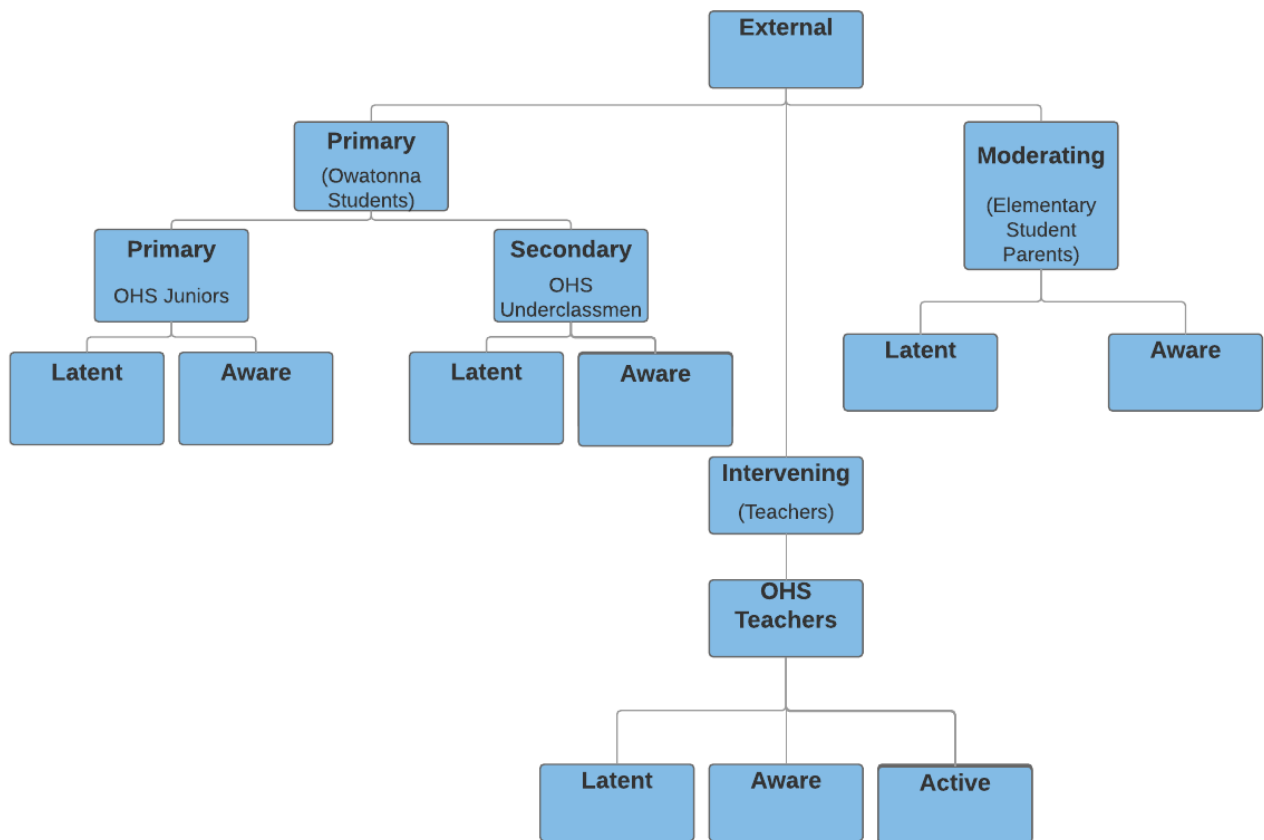 External
Primary
(Owatonna
Students)
Moderating
(Elementary
Student
Parents)
Primary
OHS Juniors
Secondary
OHS
Underclassmen
Latent
Aware
Latent
Aware
Latent
Aware
Intervening
(Teachers)
OHS
Teachers
Latent
Aware
Active